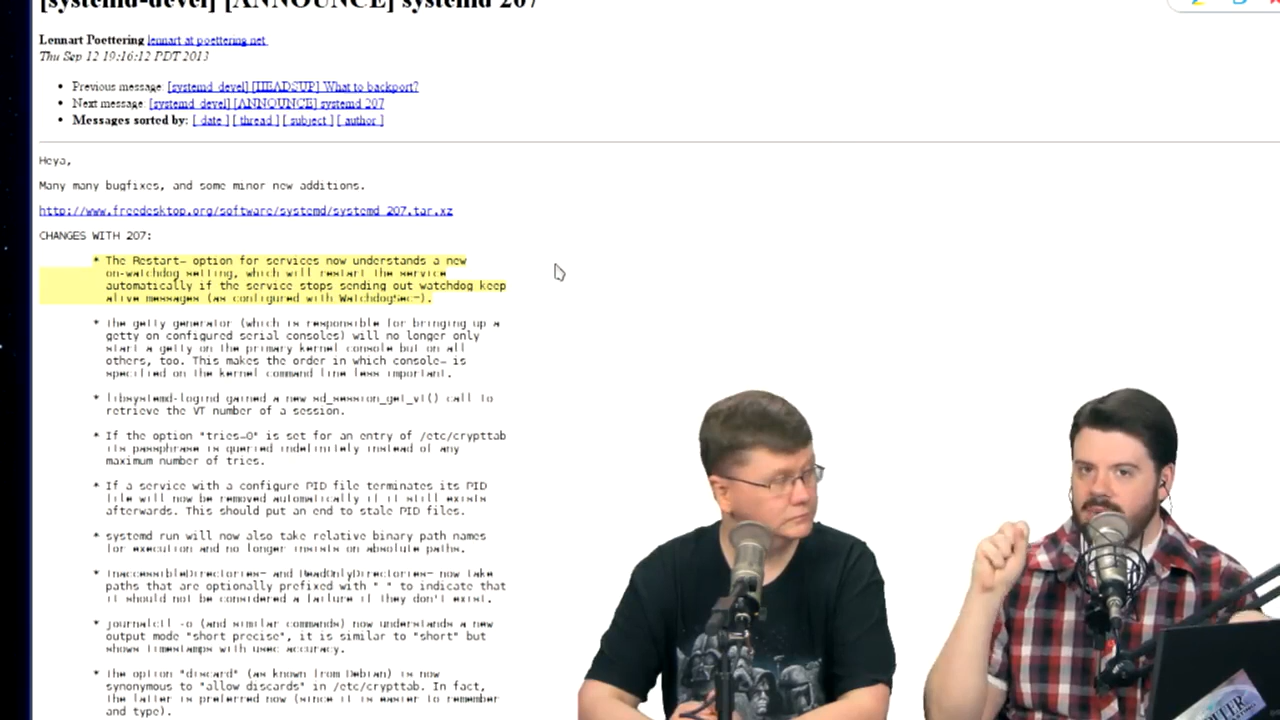 [systemd-devel] [ANNOUNCE] systemd 207
Lennart Poettering lennart at poettering.net
Thu Sep 12 19:16:12 PDT 2013
• Previous message: [systemd-devel] [HEADSUP] What to backport?
• Next message: [systemd-devel] [ANNOUNCE] systemd 207
• Messages sorted by: [ date ] [ thread ] [ subject ] [ author ]
Heya,
Many many bugfixes, and some minor new additions.
http://www.freedesktop.org/software/systemd/systemd-207.tar.xz
CHANGES WITH 207:
* The Restart= option for services now understands a new
on-watchdog setting, which will restart the service
automatically if the service stops sending out watchdog keep
alive messages (as configured with WatchdogSec=).
* The getty generator (which is responsible for bringing up a
getty on configured serial consoles) will no longer only
start a getty on the primary kernel console but on all
others, too. This makes the order in which console= is
specified on the kernel command line less important.
* libsystemd-logind gained a new sd_session_get_vt() call to
retrieve the VT number of a session.
* If the option "tries=0" is set for an entry of /etc/crypttab
its passphrase is queried indefinitely instead of any
maximum number of tries.
* If a service with a configure PID file terminates its PID
file will now be removed automatically if it still exists
afterwards. This should put an end to stale PID files.
* systemd-run will now also take relative binary path names
for execution and no longer insists on absolute paths.
* InaccessibleDirectories= and ReadOnlyDirectories= now take
paths that are optionally prefixed with "-" to indicate that
it should not be considered a failure if they don't exist.
* journalctl -o (and similar commands) now understands a new
output mode "short-precise", it is similar to "short" but
shows timestamps with usec accuracy.
* The option "discard" (as known from Debian) is now
synonymous to "allow-discards" in /etc/crypttab. In fact,
the latter is preferred now (since it is easier to remember
and type).